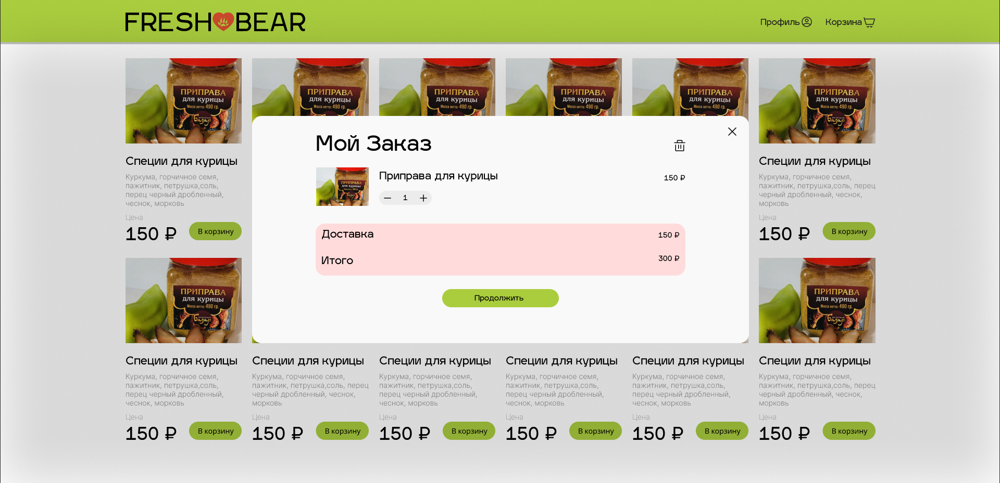 FRESH BEAR
Профиль
Корзина
ПРИПРАВА
для курицы
Масса нетто: 490 гр.
Базар
ПРИПРАВА
для курицы
Масса нетто: 490 гр.
ПРИПРАВА
для курицы
Масса нетто: 490 гр.
ПРИПРАВА
для курицы
Масса нетто: 490 гр.
ПРИПРАВА
для курицы
Масса нетто: 490 гр.
ПРИПРАВА
для курицы
Масса нетто: 490 гр.
Базар
Специи для курицы
Куркума, горчичное семя,
пажитник, петрушка,соль,
перец черный дробленный,
чеснок, морковь
Цена
150 ₽
В корзину
Мой Заказ
ПРИПРАВА
для курицы
Приправа для курицы
150 ₽
1
Доставка
150 ₽
Итого
300 ₽
Продолжить
Специи для курицы
Куркума, горчичное семя,
пажитник, петрушка,соль, перец
черный дробленный, чеснок,
морковь
Цена
150 ₽
В корзину
ПРИПРАВА
для курицы
Масса нетто: 490 гр.
Базар
ПРИПРАВА
для курицы
Масса нетто: 490 гр.
Базар
Специи для курицы
Куркума, горчичное семя,
пажитник, петрушка,соль,
перец черный дробленный,
чеснок, морковь
Цена
150 ₽
В корзину
Специи для курицы
Куркума, горчичное семя,
пажитник, петрушка,соль, перец
черный дробленный, чеснок,
морковь
Цена
150 ₽
В корзину
Специи для курицы
Куркума, горчичное семя,
пажитник, петрушка,соль,
перец черный дробленный,
чеснок, морковь
Цена
150 ₽
В корзину
Специи для курицы
Куркума, горчичное семя,
пажитник, петрушка,соль,
перец черный дробленный,
чеснок, морковь
Цена
150 ₽
В корзину
Специи для курицы
Куркума, горчичное семя,
пажитник, петрушка,соль,
перец черный дробленный,
чеснок, морковь
Цена
150 ₽
В корзину
Специи для курицы
Куркума, горчичное семя,
пажитник, петрушка,соль, перец
черный дробленный, чеснок,
морковь
Цена
150 ₽
В корзину